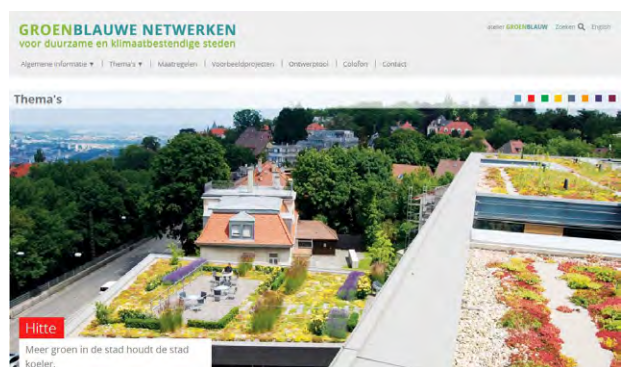 GROENBLAUWE NETWERKEN
voor duurzame en klimaatbestendige steden
atelier GROENBLAUW Zoeken English
Algemene informatie ▼ | Thema's ▼ | Maatregelen | Voorbeeldprojecten | Ontwerptool | Colofon | Contact
Thema's
Hitte
Meer groen in de stad houdt de stad
koeler.